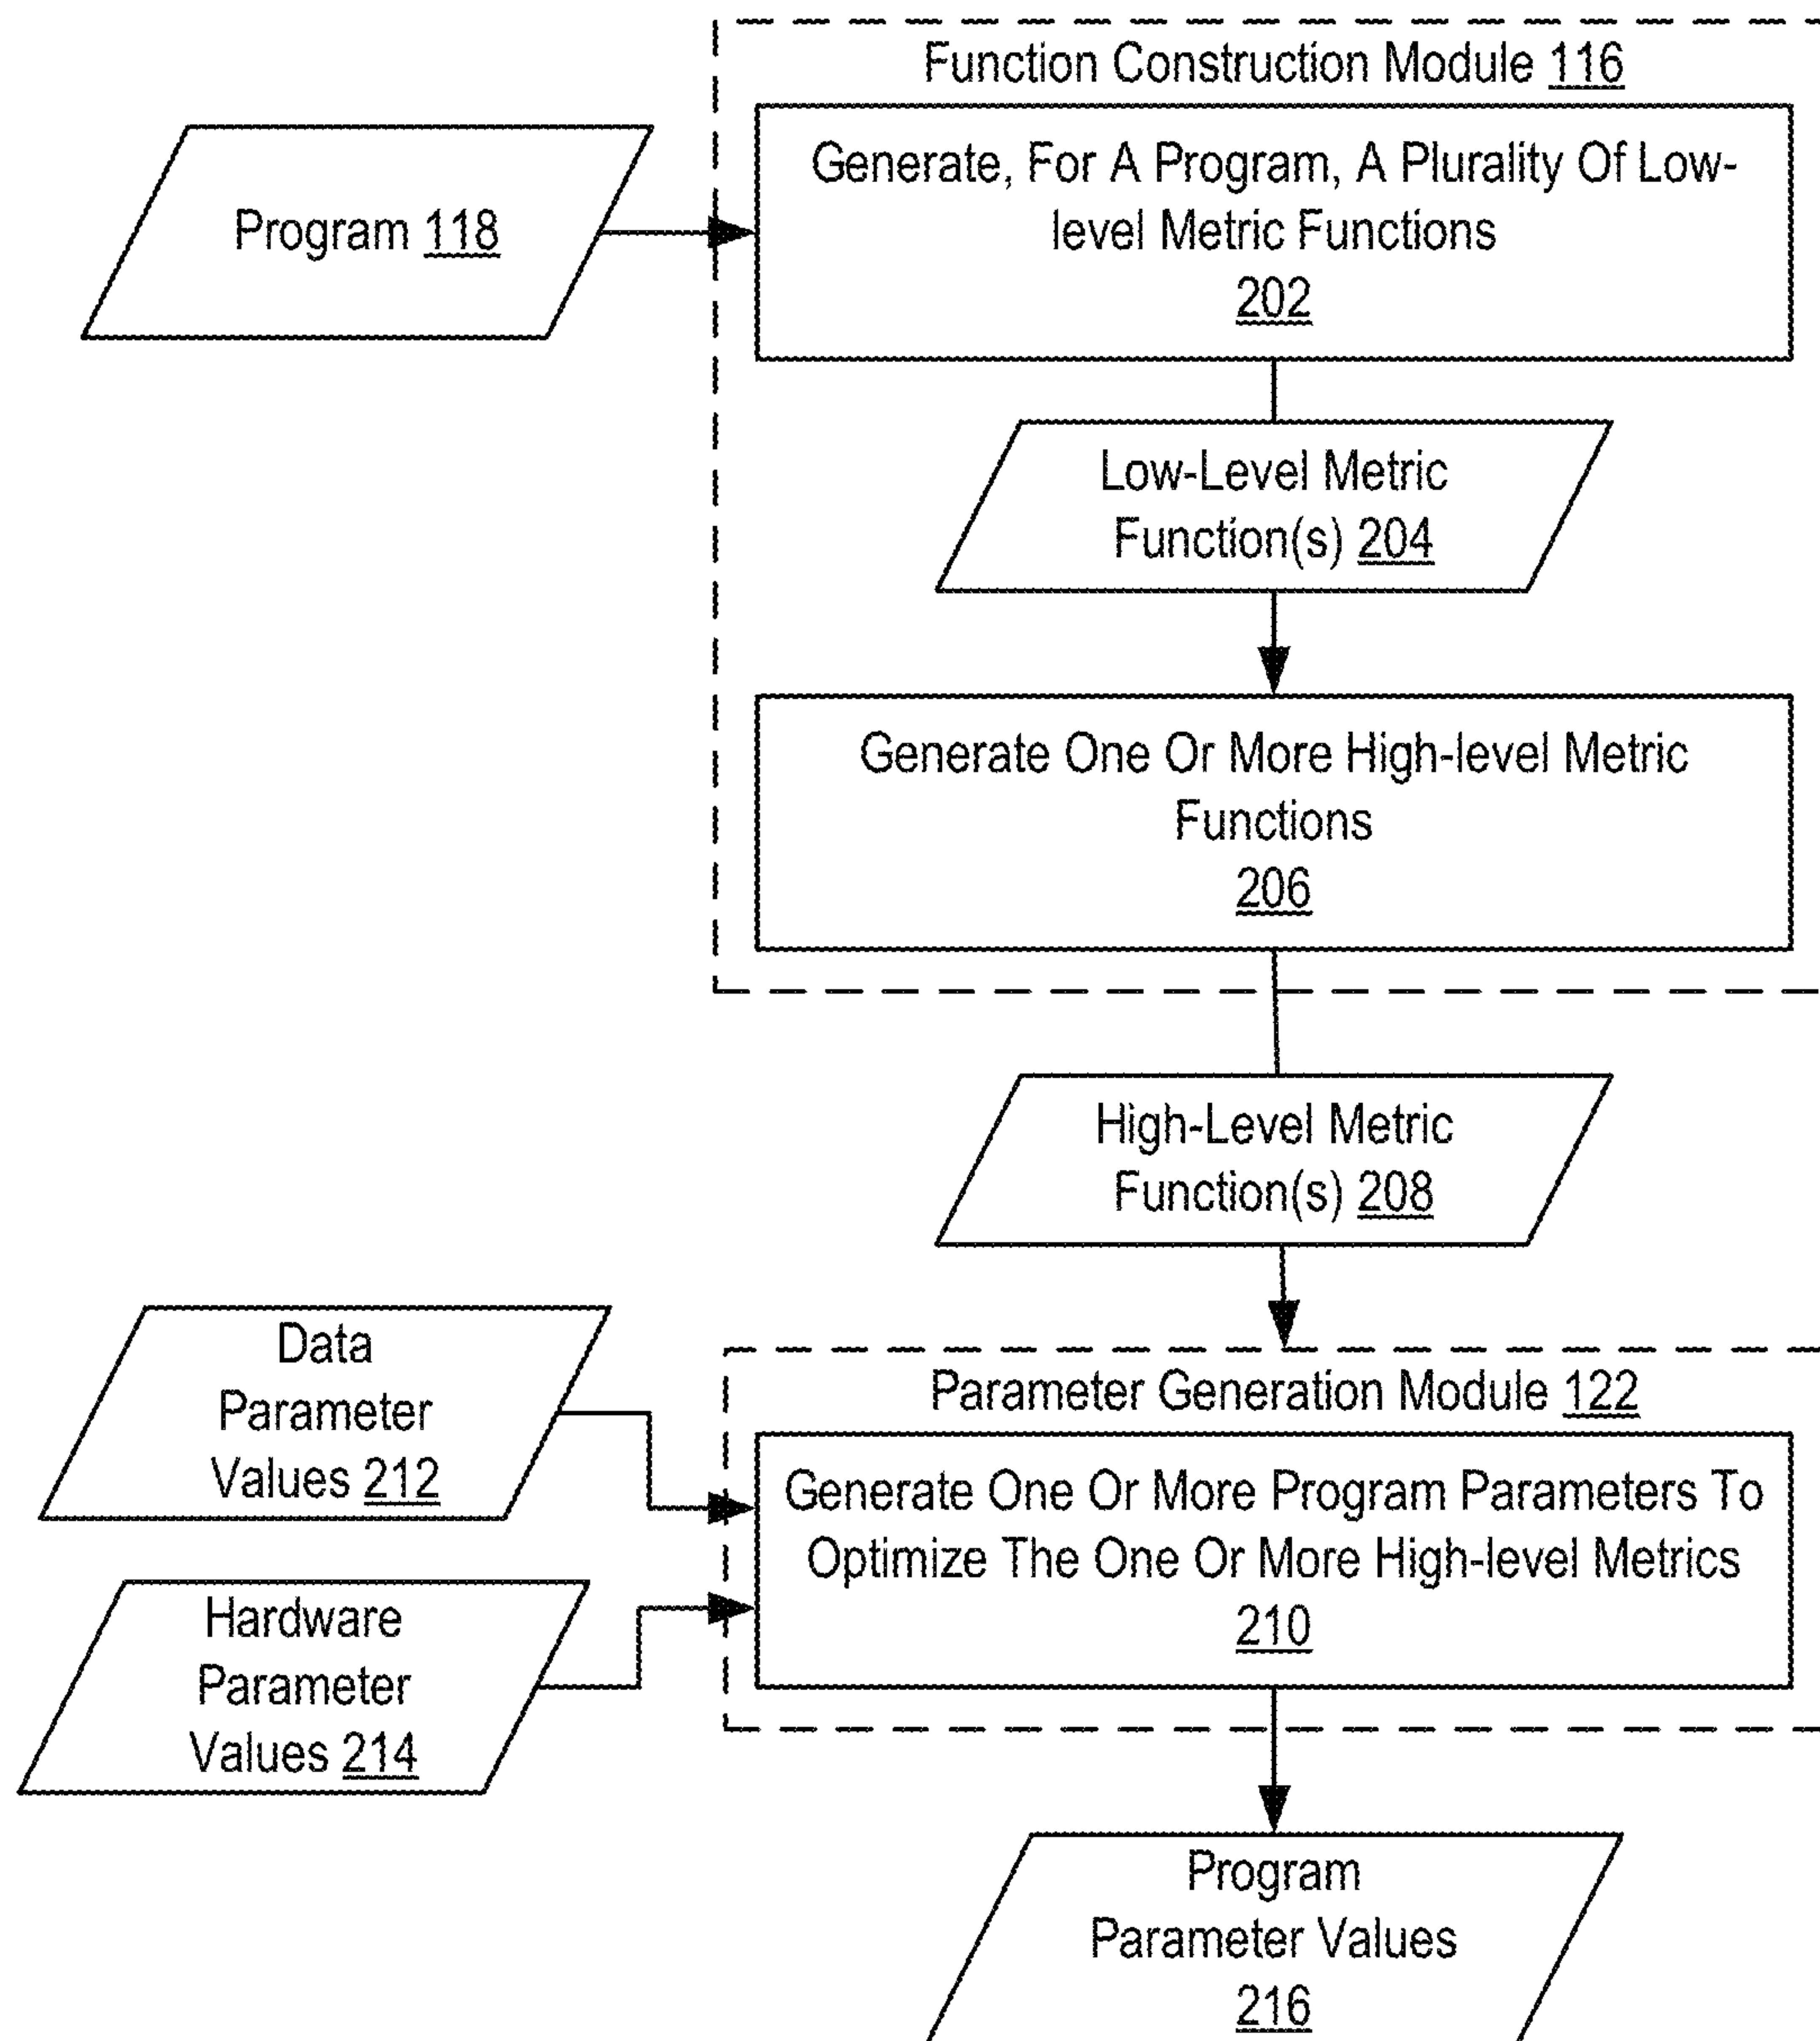 Function Construction Module 116
Program 118
Generate, For A Program, A Plurality Of Low-
level Metric Functions
202
Low-Level Metric
Function(s) 204
Generate One Or More High-level Metric
Functions
206
High-Level Metric
Function(s) 208
Data
Parameter
Values 212
Parameter Generation Module 122
Generate One Or More Program Parameters To
Optimize The One Or More High-level Metrics
210
Hardware
Parameter
Values 214
Program
Parameter Values
216